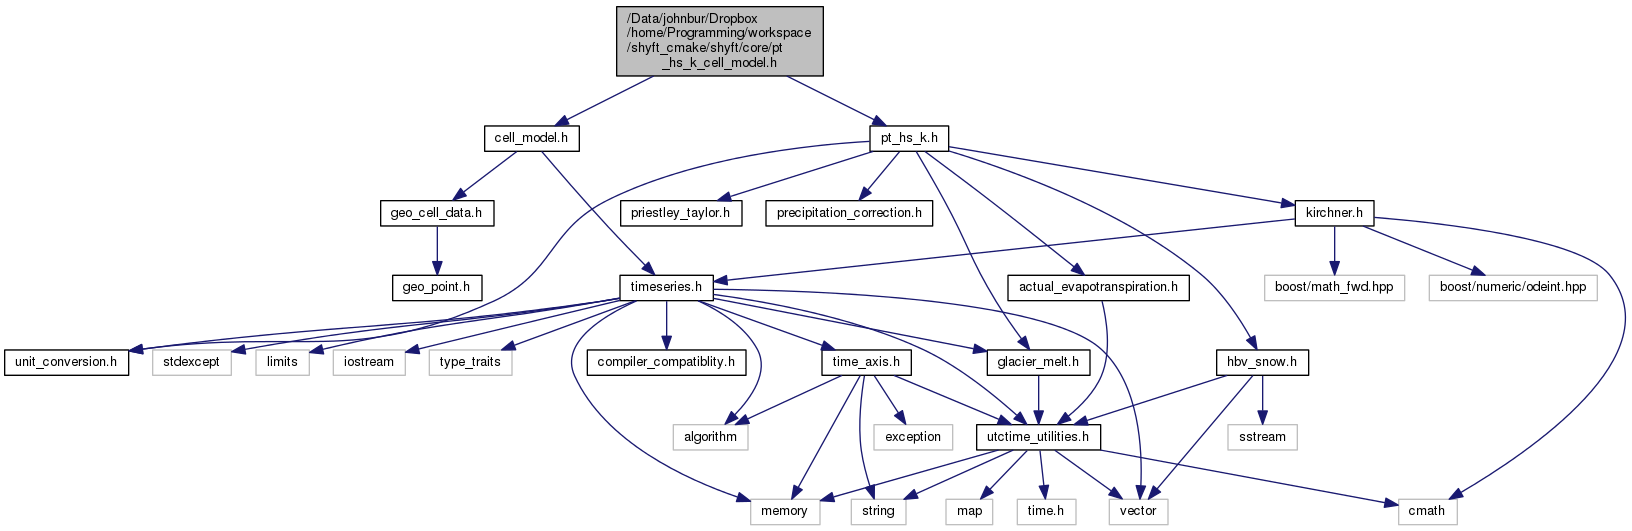 /Data/johnbur/Dropbox
/home/Programming/workspace
/shyft_cmake/shyft/core/pt
_hs_k_cell_model.h
cell_model.h
pt_hs_k.h
geo_cell_data.h
priestley_taylor.h
precipitation_correction.h
kirchner.h
geo_point.h
timeseries.h
actual_evapotranspiration.h
boost/math_fwd.hpp
boost/numeric/odeint.hpp
unit_conversion.h
stdexcept
limits
iostream
type_traits
compiler_compatiblity.h
time_axis.h
glacier_melt.h
hbv_snow.h
algorithm
exception
utctime_utilities.h
sstream
memory
string
map
time.h
vector
cmath